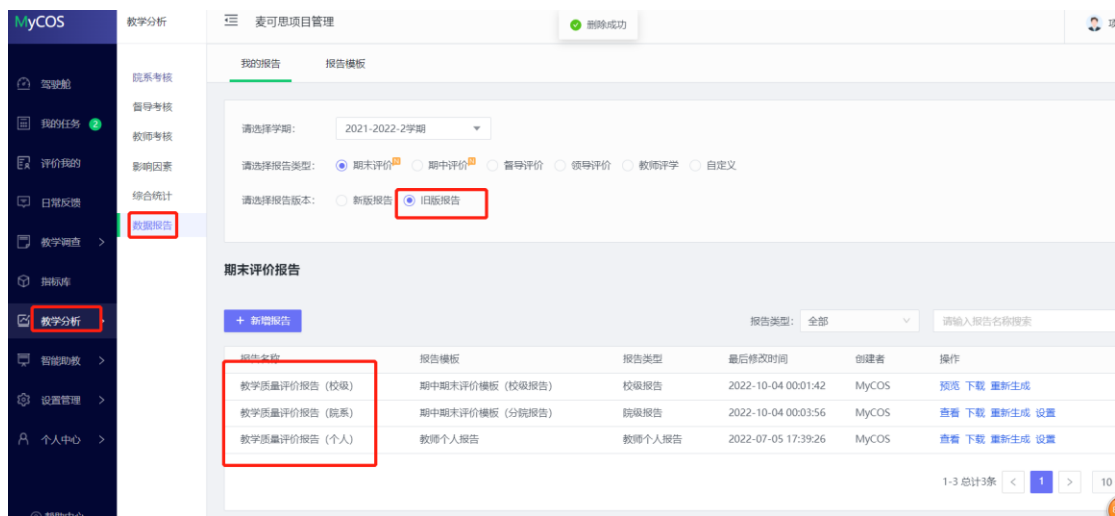 MyCOS
教学分析
麦可思项目管理
删除成功
驾驶舱
我的任务 2
评价我的
日常反馈
教学调查
指标库
教学分析
智能助教
设置管理
个人中心
帮助中心
院系考核
督导考核
教师考核
影响因素
综合统计
数据报告
我的报告 报告模板
请选择学期: 2021-2022-2学期
请选择报告类型: 期末评价 期中评价 督导评价 领导评价 教师评学 自定义
请选择报告版本: 新版报告 旧版报告
期末评价报告
+ 新增报告 报告类型: 全部 请输入报告名称搜索
报告名称 报告模板 报告类型 最后修改时间 创建者 操作
教学质量评价报告（校级） 期中期末评价模板（校级报告） 校级报告 2022-10-04 00:01:42 MyCOS 预览 下载 重新生成
教学质量评价报告（院系） 期中期末评价模板（分院报告） 院级报告 2022-10-04 00:03:56 MyCOS 查看 下载 重新生成 设置
教学质量评价报告（个人） 教师个人报告 教师个人报告 2022-07-05 17:39:26 MyCOS 查看 下载 重新生成 设置
1-3 总计3条 < 1 > 10